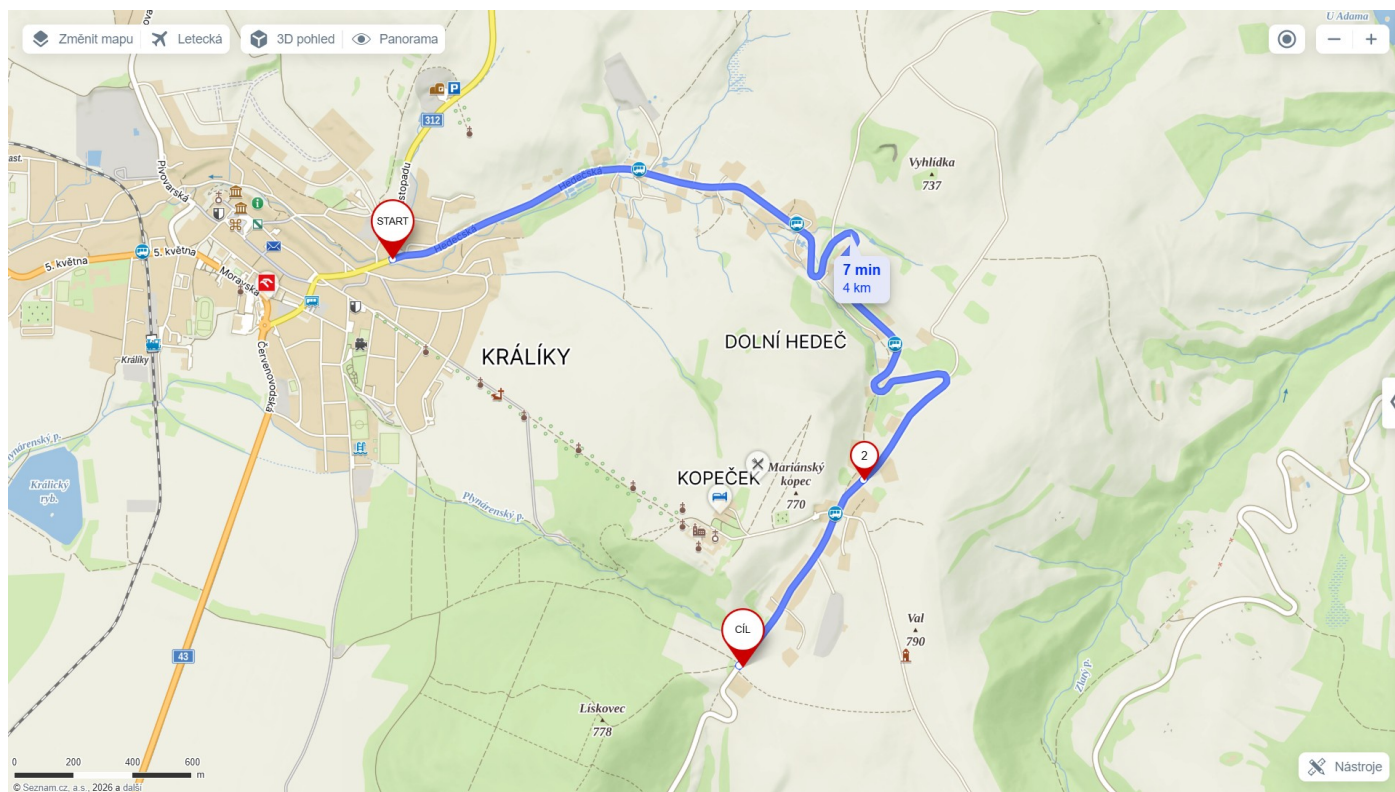 Změnit mapu
Letecká
3D pohled
Panorama
U Adama
312
Vyhlídka
737
Pivovarská
Hedečská
START
Hedečská
5. května
5. května
Moravská
7 min
4 km
DOLNÍ HEDEČ
KRÁLÍKY
Králíky
Červenovodská
2
Mariánský
kopec
770
KOPEČEK
Králický
ryb.
Plynárenský p.
CÍL
Val
790
43
Zlatý p.
Lískovec
778
0 200 400 600
m
Nástroje
© Seznam.cz, a.s., 2026 a další